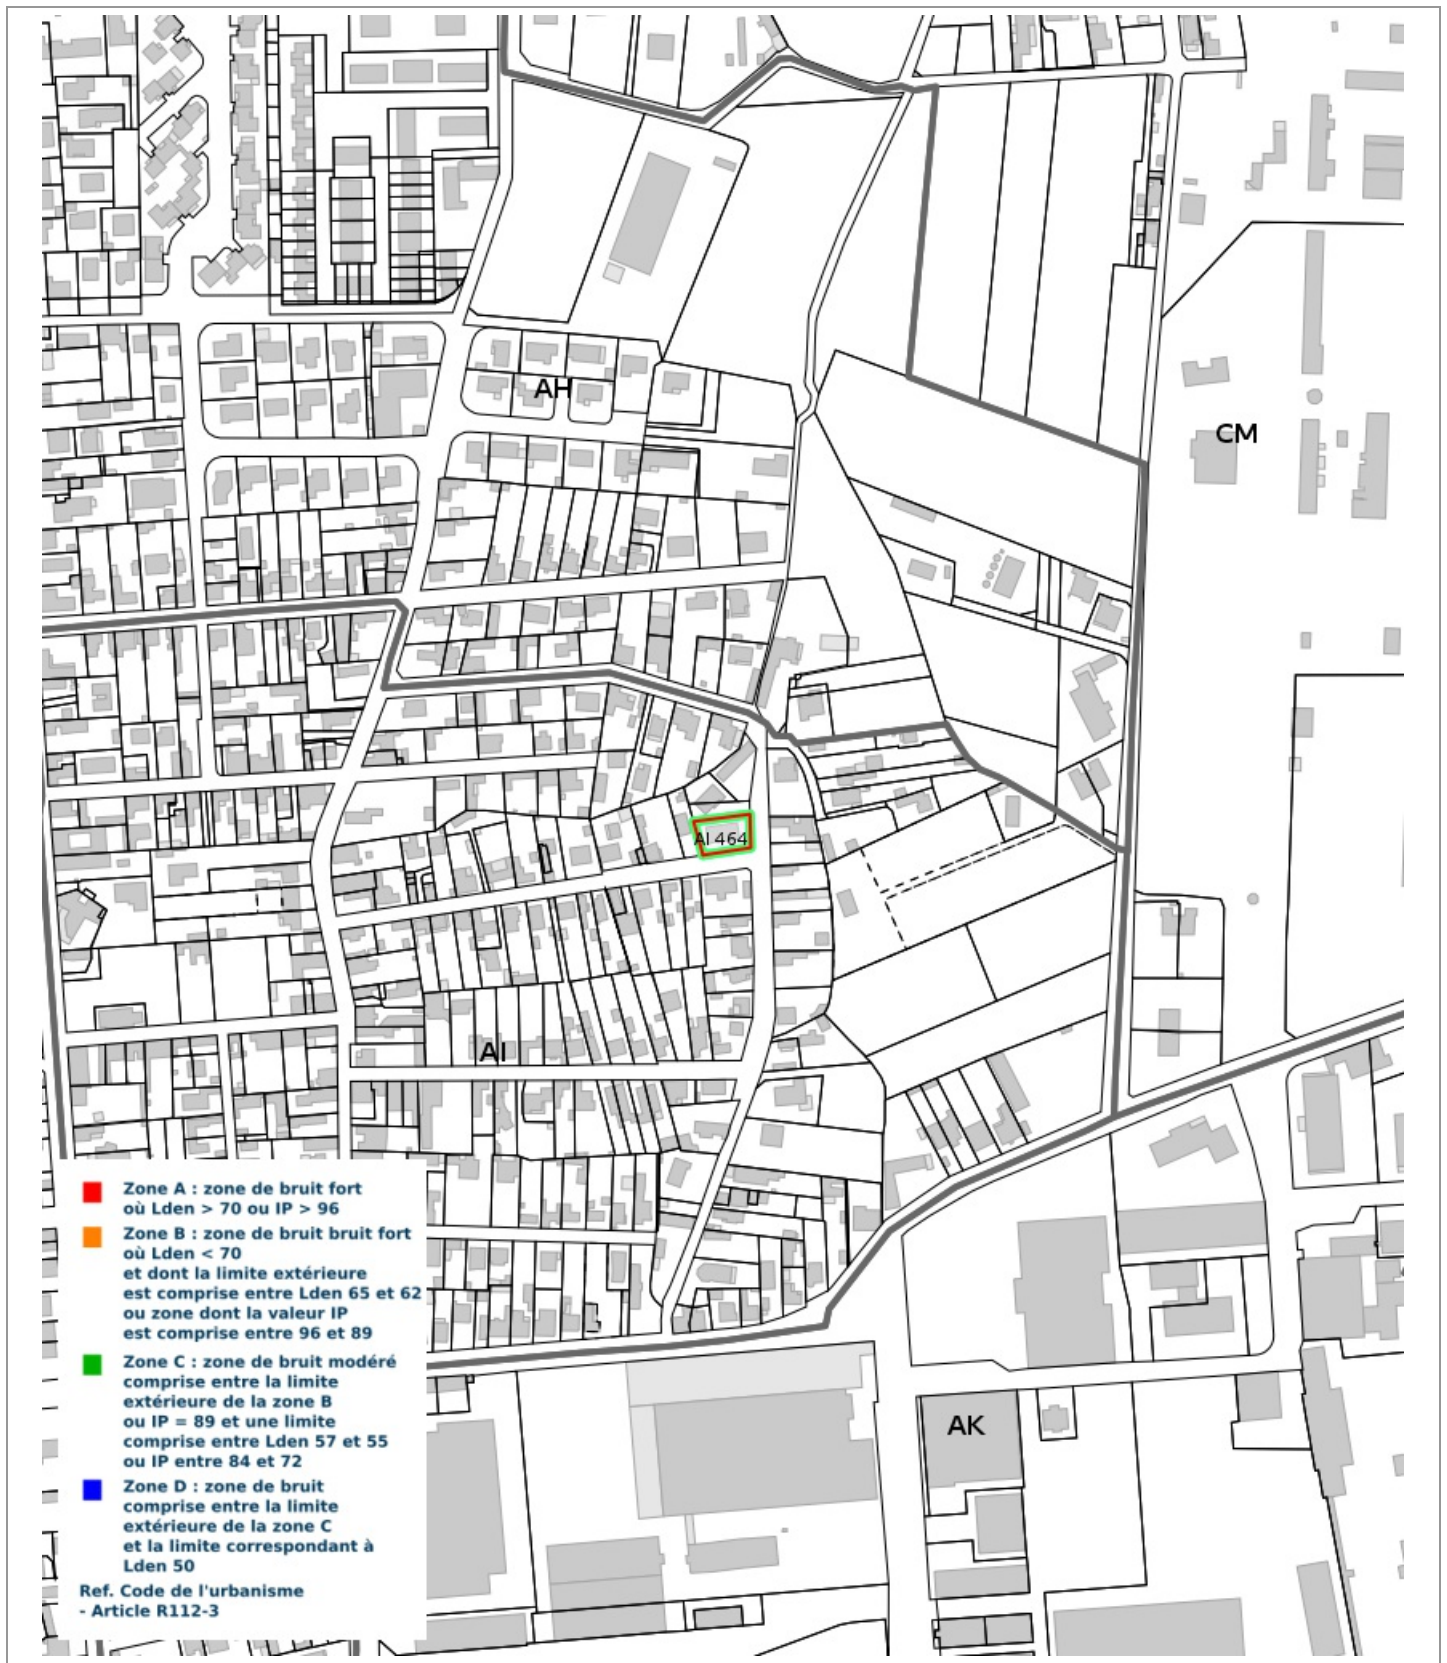 AH
CM
AI 464
AI
Zone A : zone de bruit fort
où Lden > 70 ou IP > 96
Zone B : zone de bruit bruit fort
où Lden < 70
et dont la limite extérieure
est comprise entre Lden 65 et 62
ou zone dont la valeur IP
est comprise entre 96 et 89
Zone C : zone de bruit modéré
comprise entre la limite
extérieure de la zone B
ou IP = 89 et une limite
comprise entre Lden 57 et 55
ou IP entre 84 et 72
Zone D : zone de bruit
comprise entre la limite
extérieure de la zone C
et la limite correspondant à
Lden 50
Ref. Code de l'urbanisme
- Article R112-3
AK